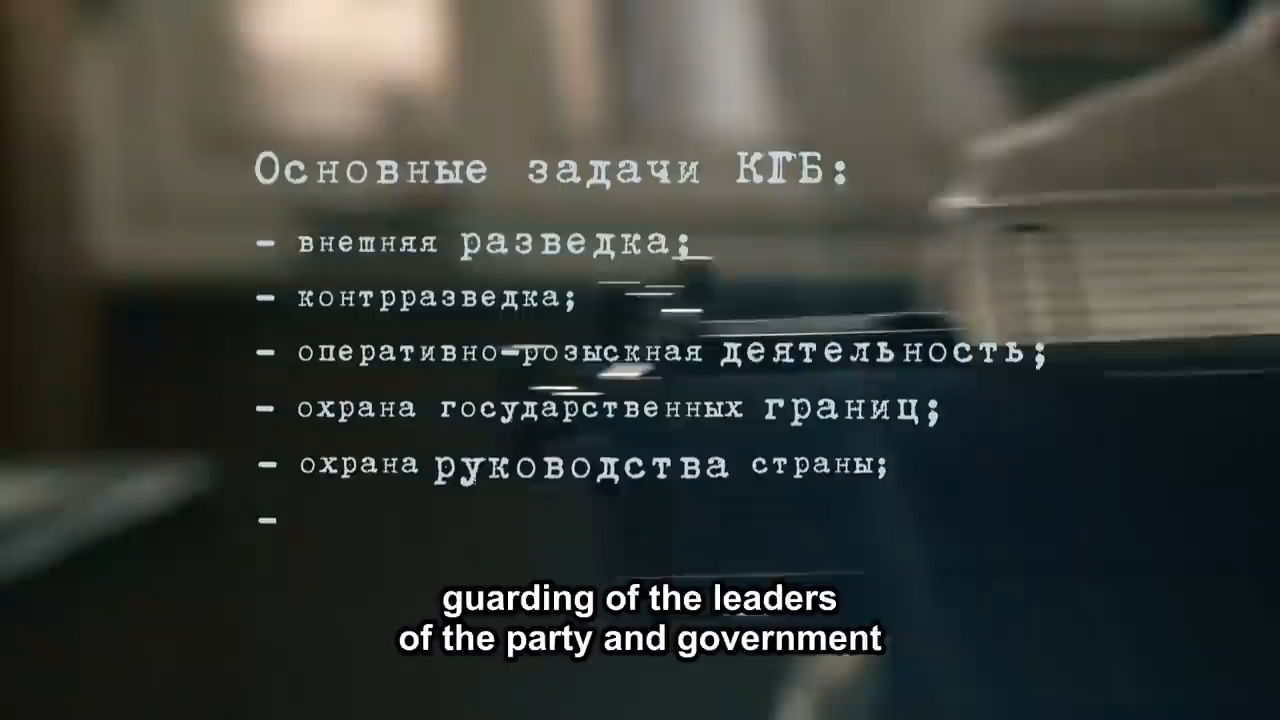 Основные задачи КГБ:
- внешняя разведка;
- контрразведка;
- оперативно-розыскная деятельность;
- охрана государственных границ;
- охрана руководства страны;
-
guarding of the leaders
of the party and government